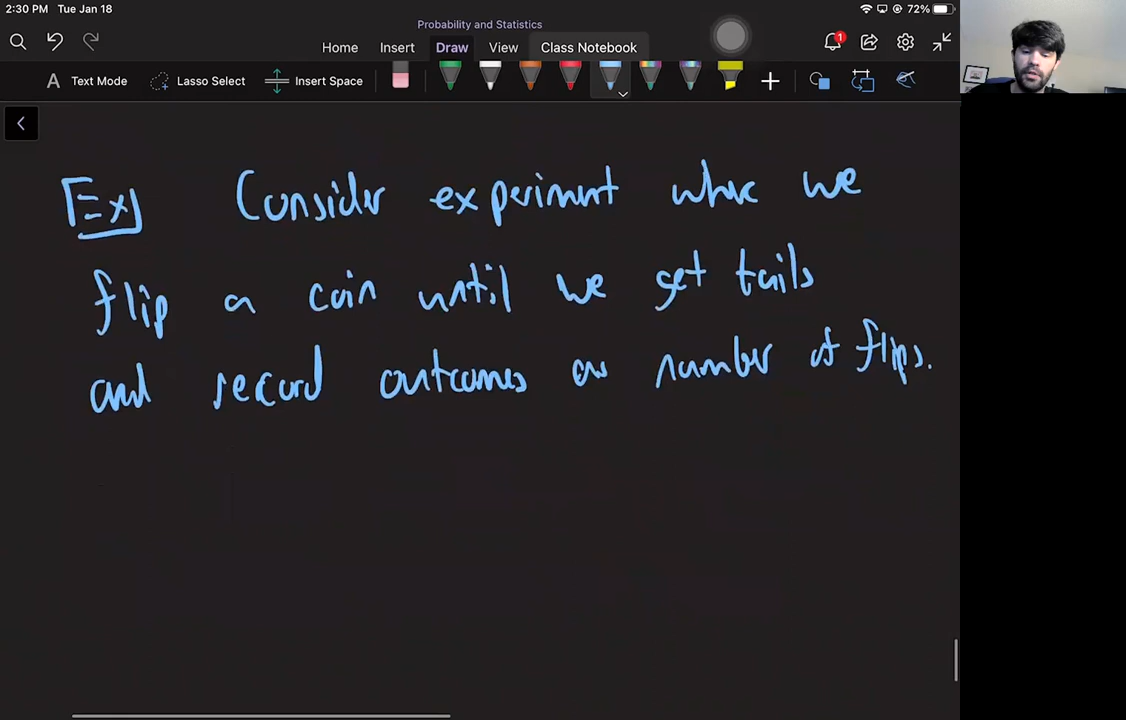 2:30 PM Tue Jan 18
72%
Probability and Statistics
Home Insert Draw View Class Notebook
1
A Text Mode Lasso Select Insert Space
Ex Consider experiment where we
flip a coin until we get tails
and record outcomes as number of flips.